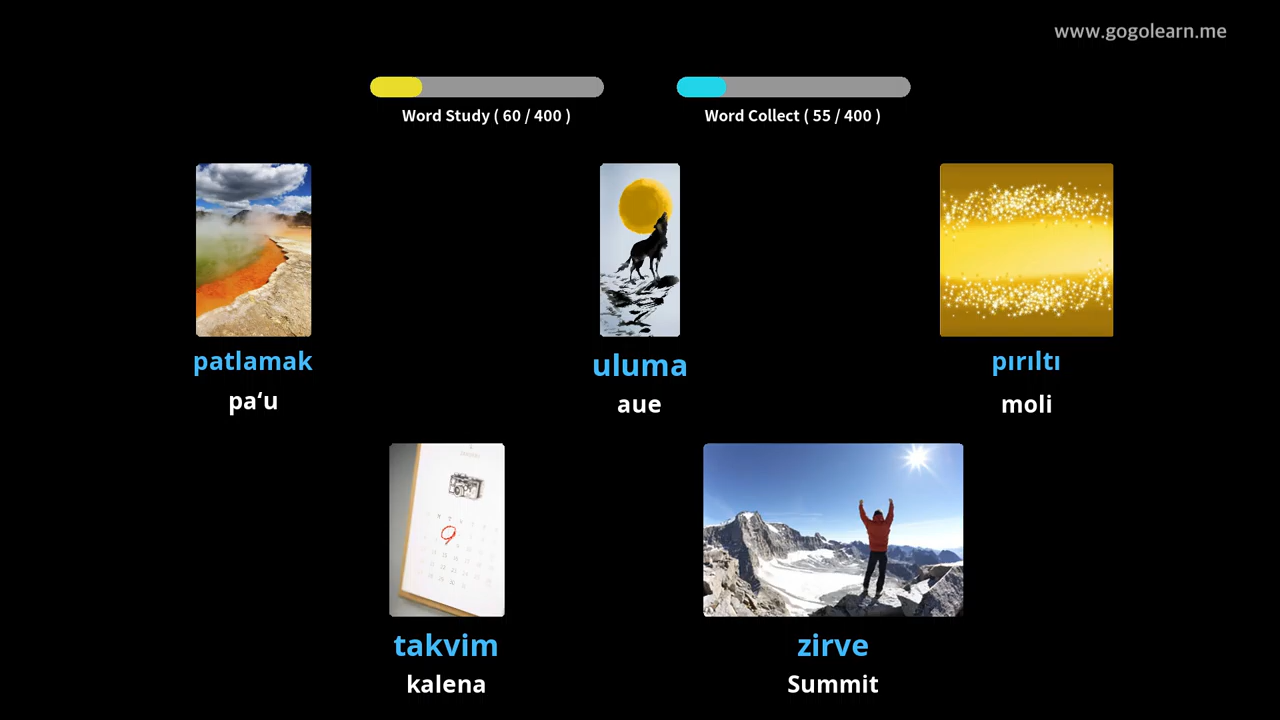 www.gogolearn.me
Word Study ( 60 / 400 )
Word Collect ( 55 / 400 )
patlamak
paʻu
uluma
aue
pırıltı
moli
takvim
kalena
zirve
Summit